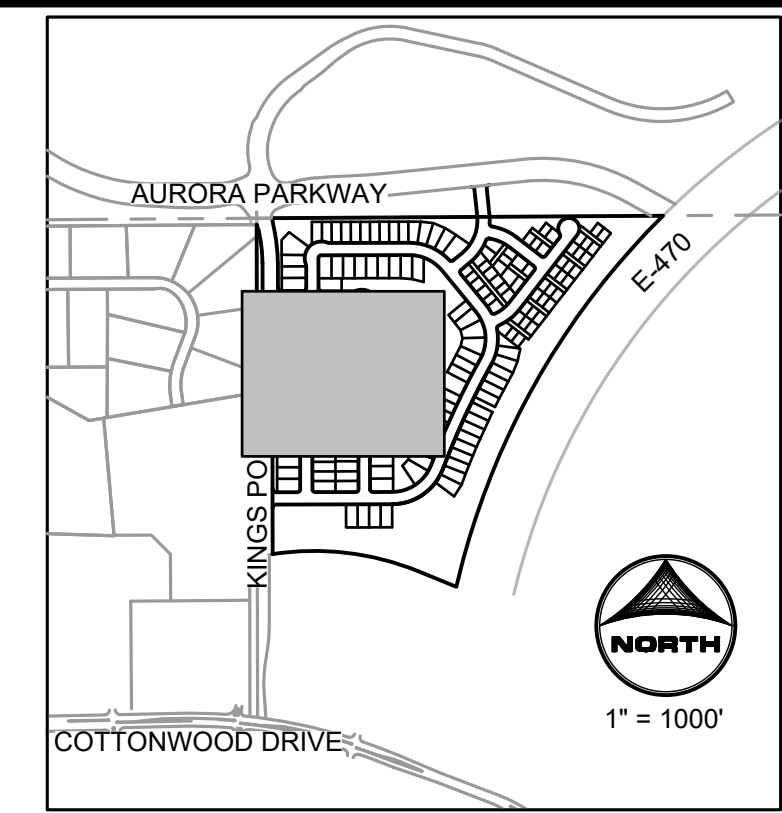 AURORA PARKWAY
E-470
KINGS PO
NORTH
1" = 1000'
COTTONWOOD DRIVE